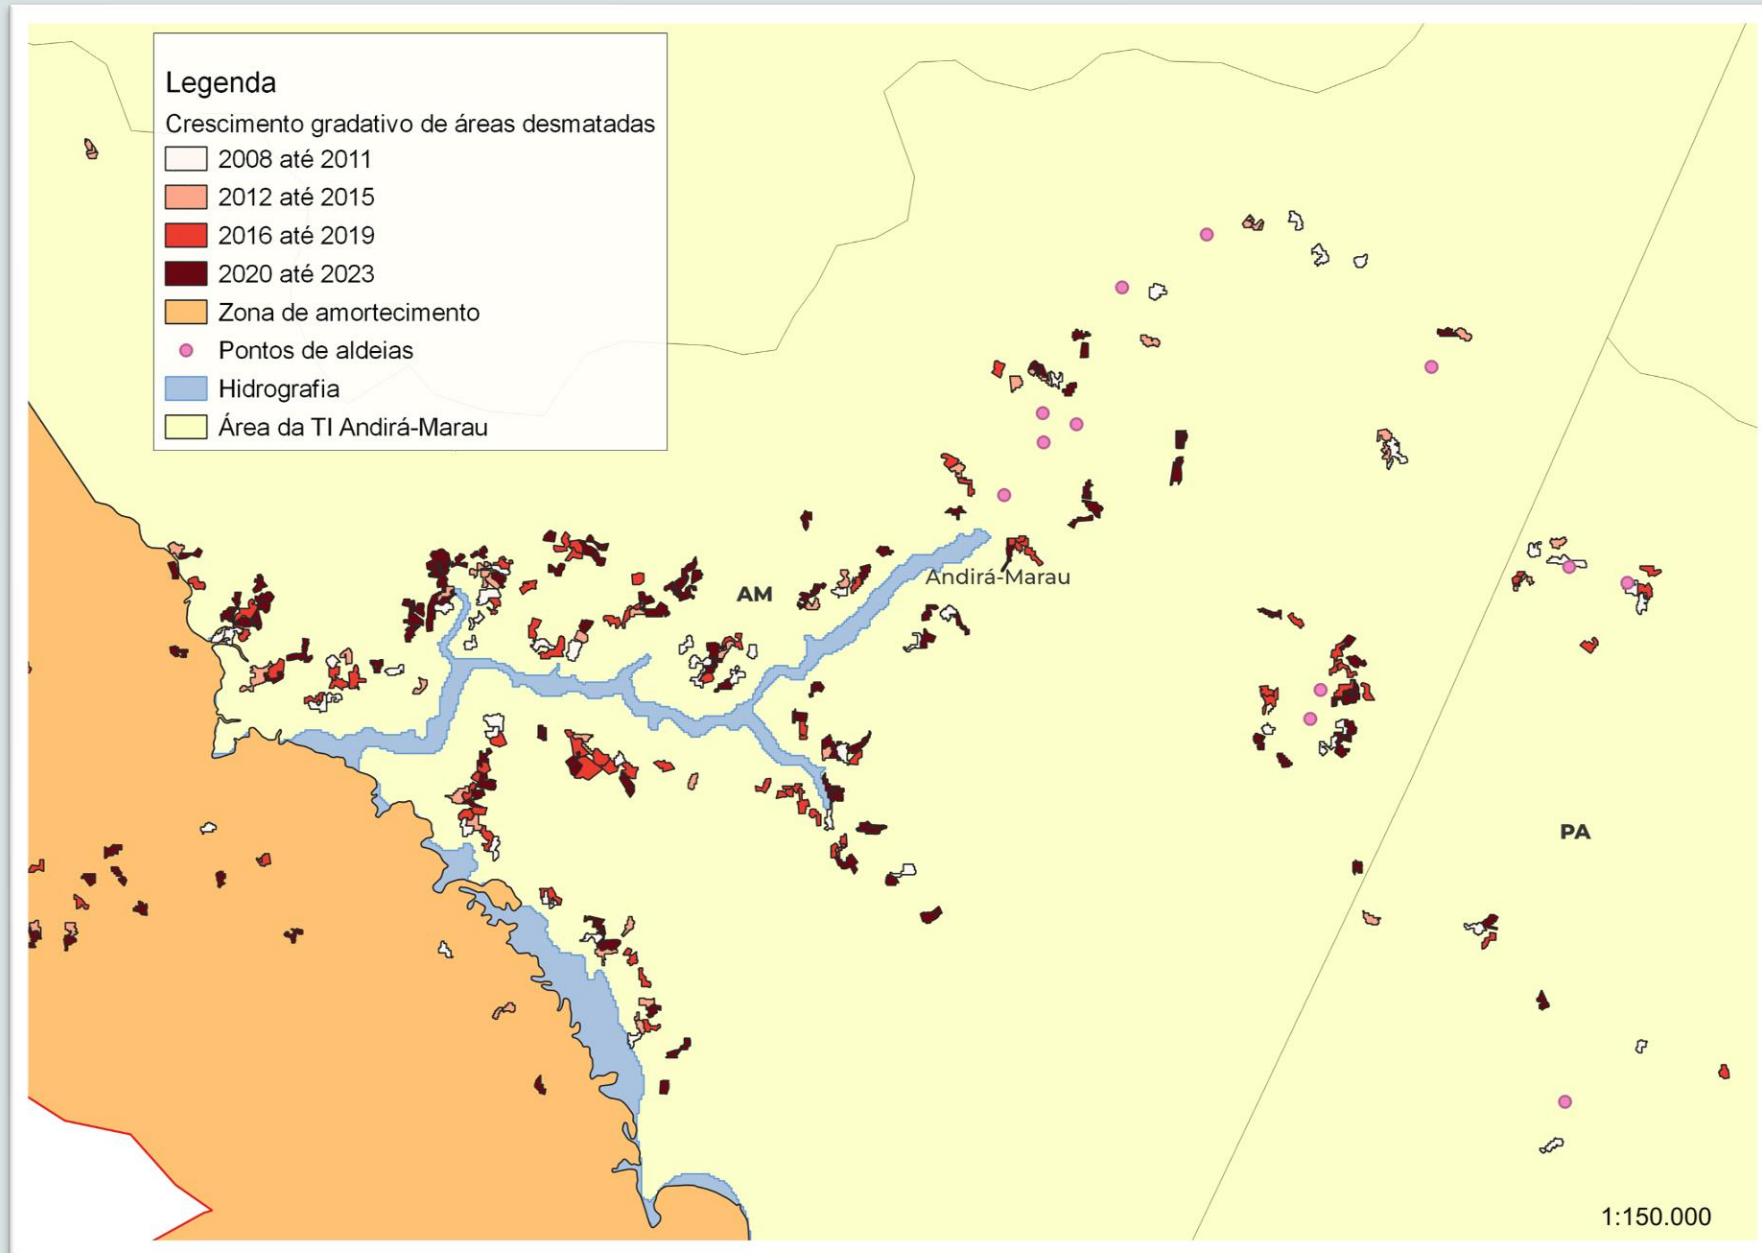 Legenda
Crescimento gradativo de áreas desmatadas
2008 até 2011
2012 até 2015
2016 até 2019
2020 até 2023
Zona de amortecimento
Pontos de aldeias
Hidrografia
Área da TI Andirá-Marau
Andirá-Marau
AM
PA
1:150.000